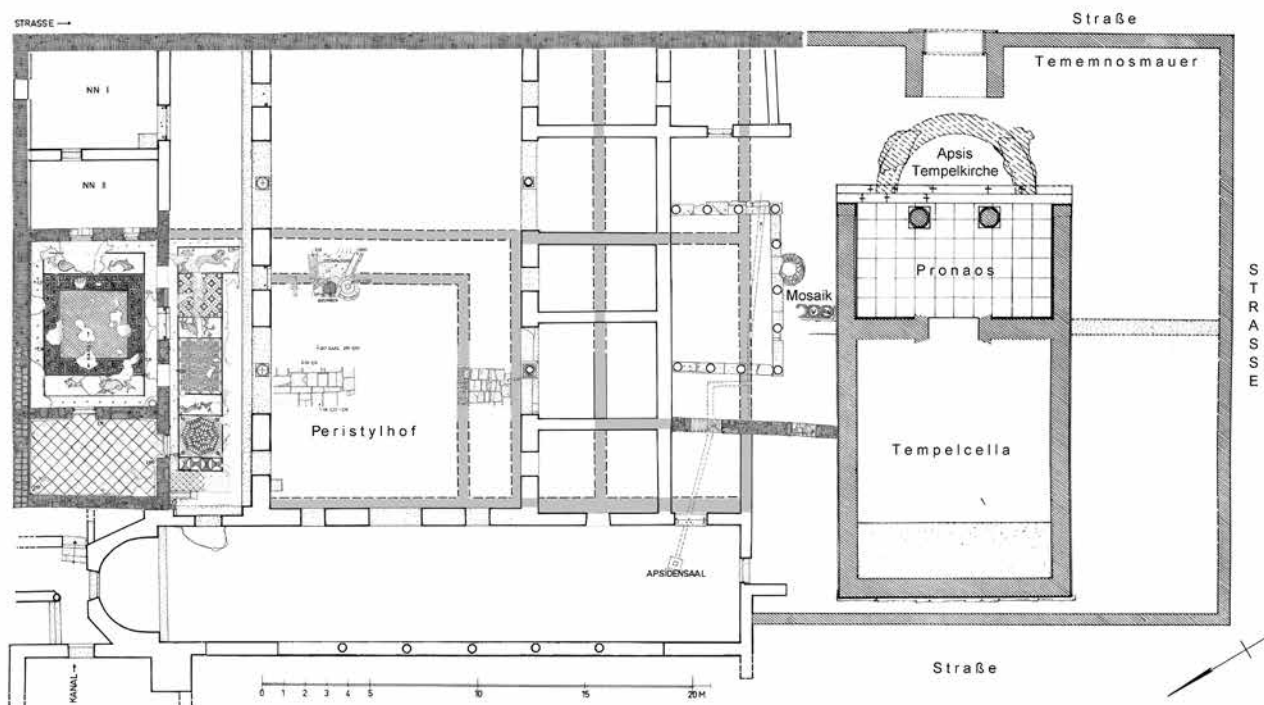 STRASSE →
Straße
Tememnosmauer
NN I
NN II
Apsis
Tempelkirche
Pronaos
Mosaik
STRASSE
Peristylhof
Tempelcella
APSIDENSAAL
Straße
KANAL →
0 1 2 3 4 5 10 15 20 M.